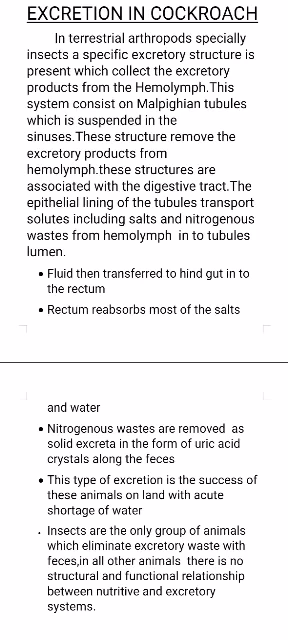 EXCRETION IN COCKROACH
In terrestrial arthropods specially
insects a specific excretory structure is
present which collect the excretory
products from the Hemolymph.This
system consist on Malpighian tubules
which is suspended in the
sinuses.These structure remove the
excretory products from
hemolymph.these structures are
associated with the digestive tract.The
epithelial lining of the tubules transport
solutes including salts and nitrogenous
wastes from hemolymph in to tubules
lumen.
• Fluid then transferred to hind gut in to
the rectum
• Rectum reabsorbs most of the salts
and water
• Nitrogenous wastes are removed as
solid excreta in the form of uric acid
crystals along the feces
• This type of excretion is the success of
these animals on land with acute
shortage of water
. Insects are the only group of animals
which eliminate excretory waste with
feces,in all other animals there is no
structural and functional relationship
between nutritive and excretory
systems.